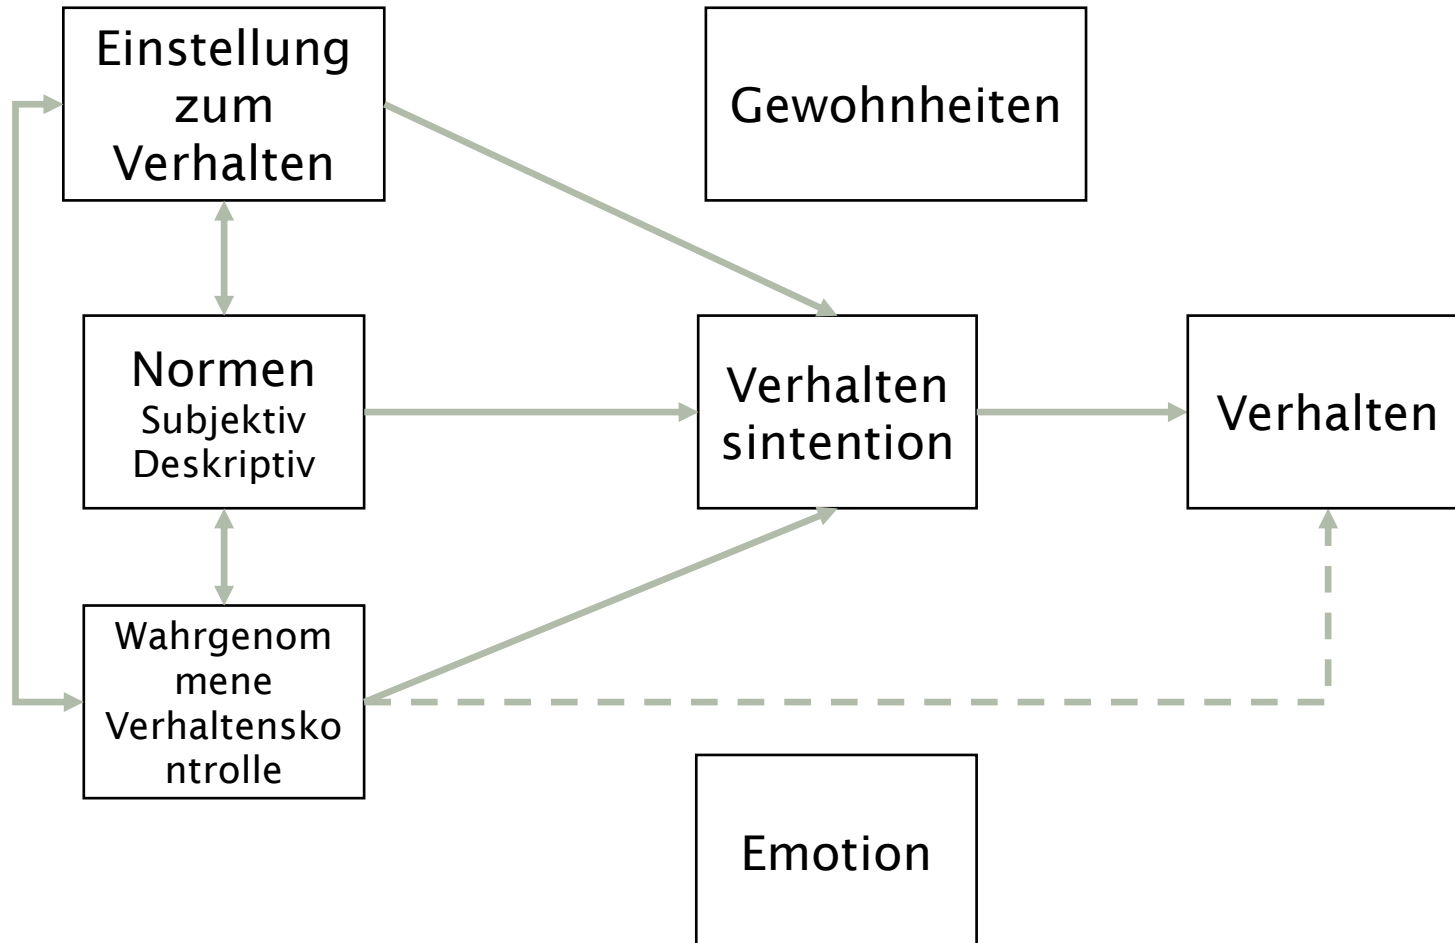 Einstellung
zum
Verhalten
Gewohnheiten
Normen
Subjektiv
Deskriptiv
Verhalten
sintention
Verhalten
Wahrgenom
mene
Verhaltensko
ntrolle
Emotion